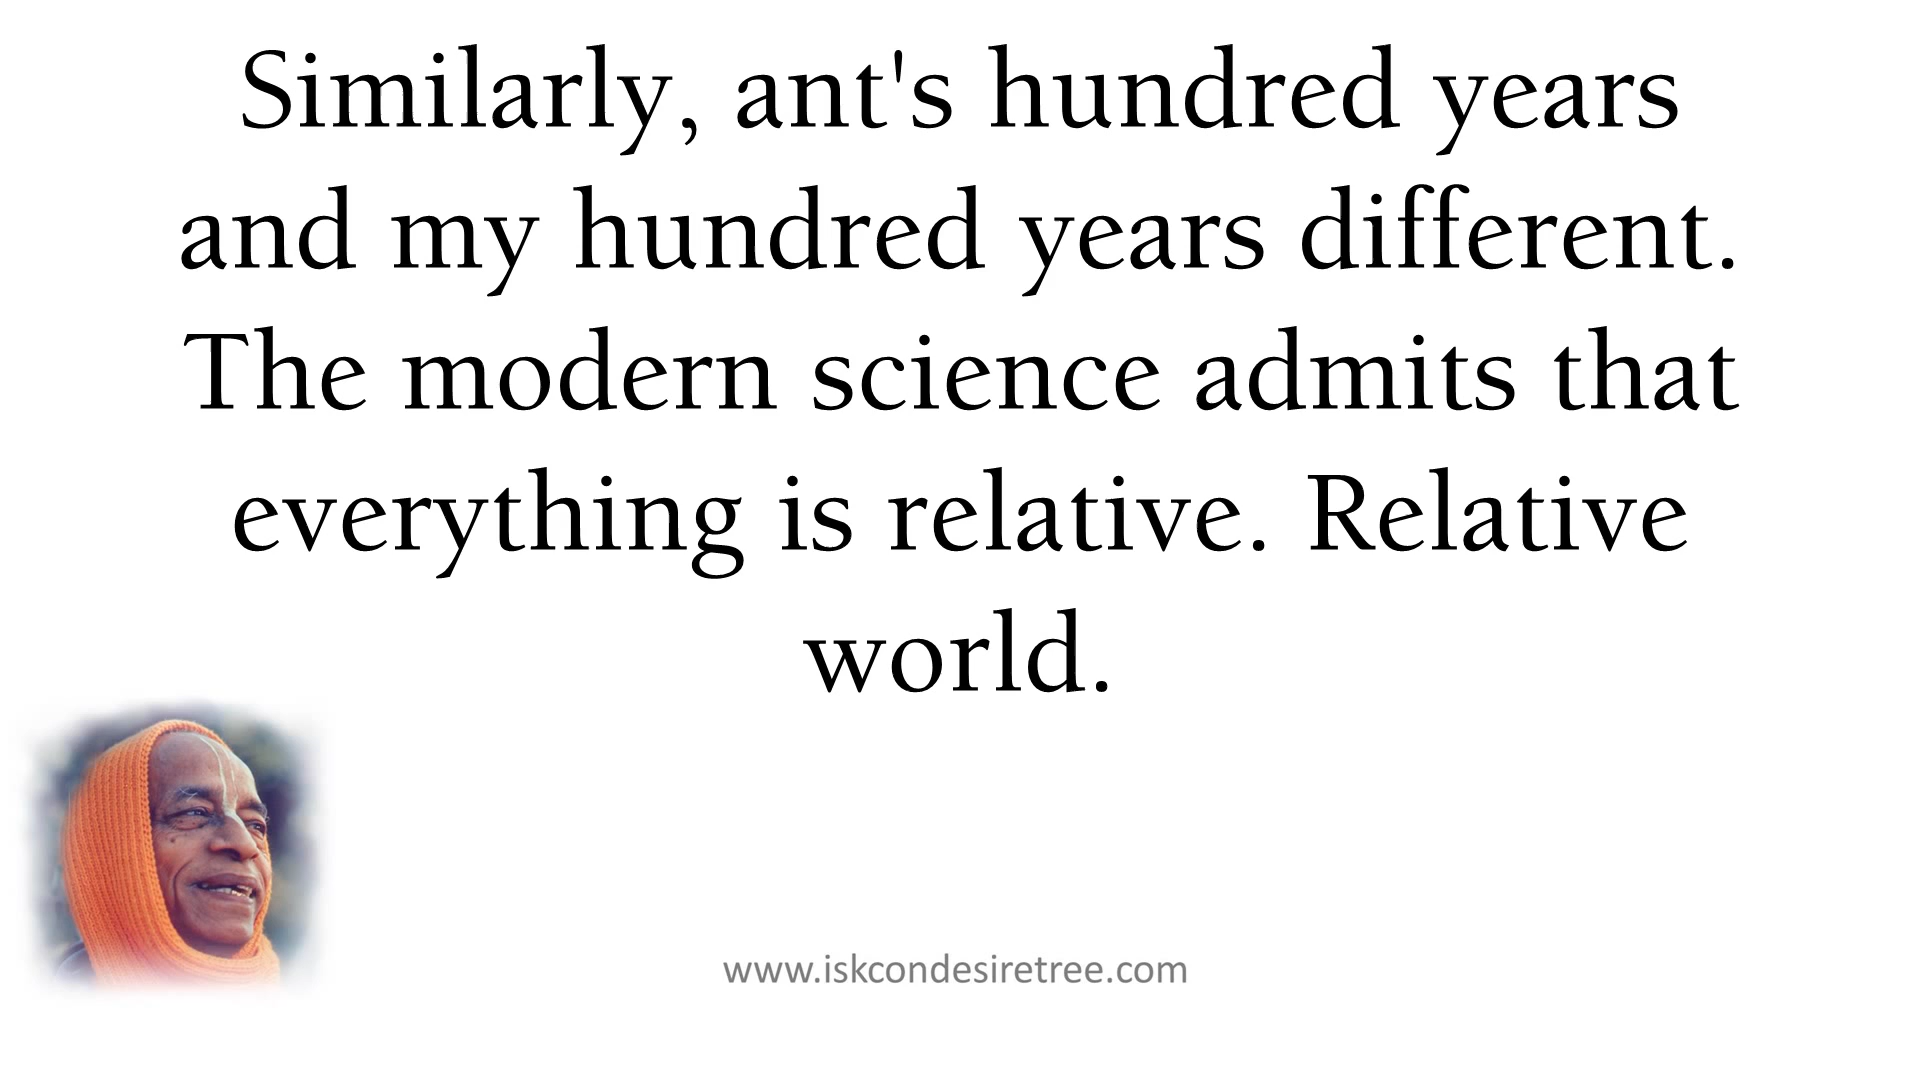 Similarly, ant's hundred years
and my hundred years different.
The modern science admits that
everything is relative. Relative
world.
www.iskcondesiretree.com